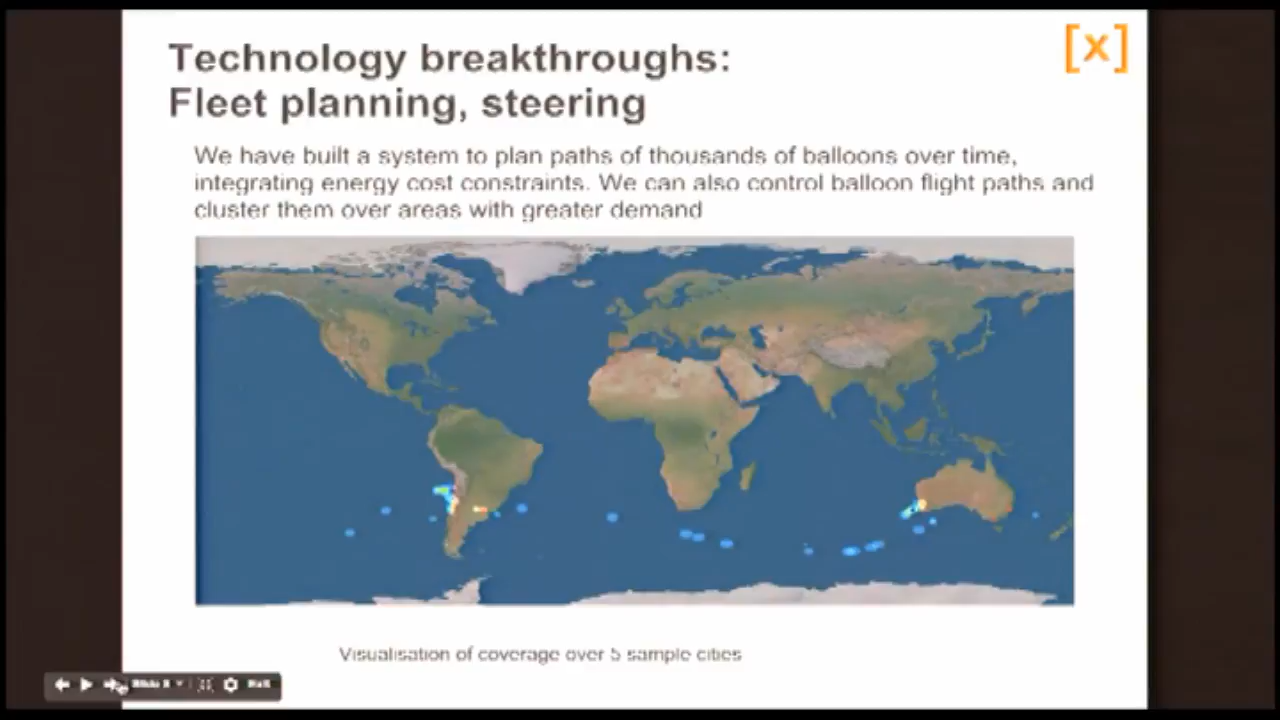 [x]
Technology breakthroughs:
Fleet planning, steering
We have built a system to plan paths of thousands of balloons over time,
integrating energy cost constraints. We can also control balloon flight paths and
cluster them over areas with greater demand
Visualisation of coverage over 5 sample cities